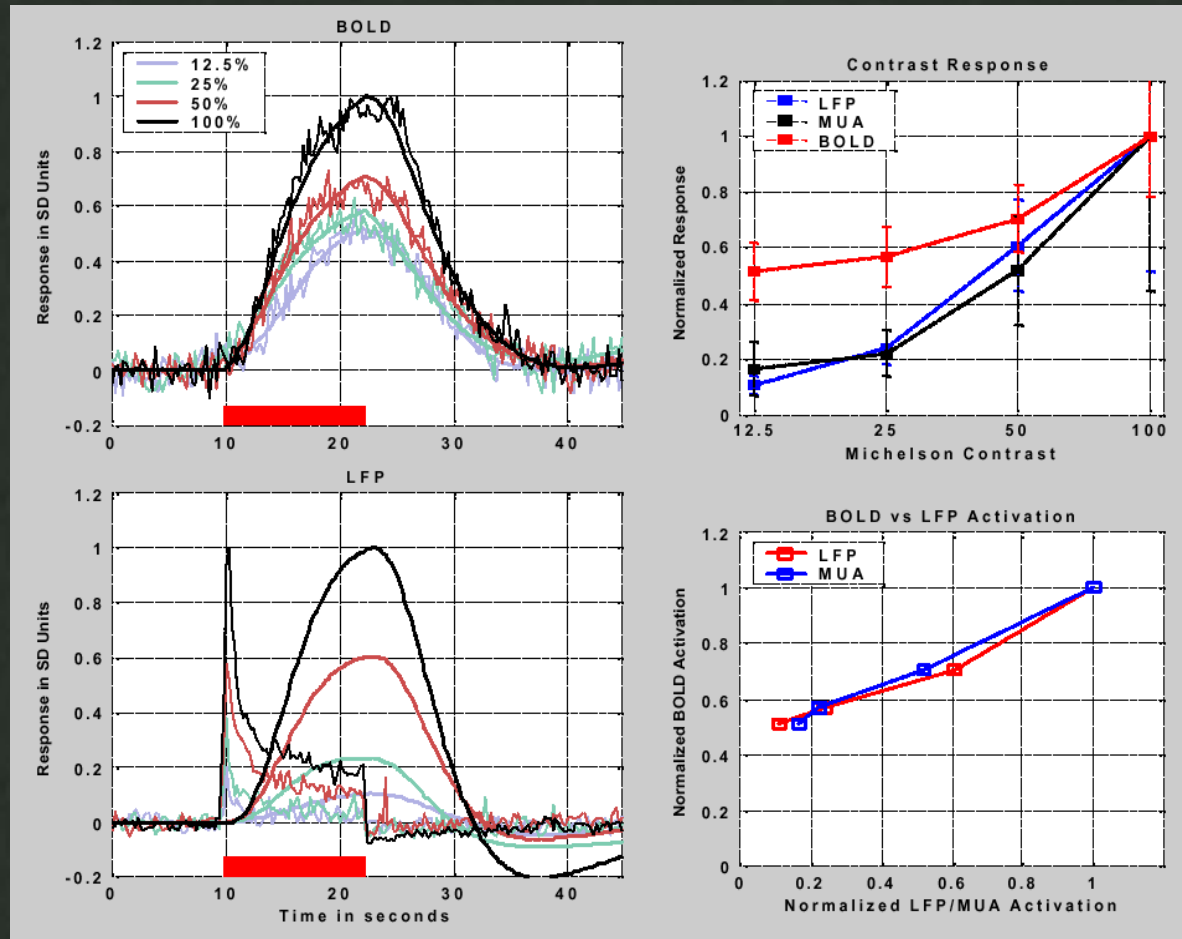 BOLD
1.2
1
0.8
0.6
0.4
0.2
0
-0.2
Response in SD Units
12.5%
25%
50%
100%
0 10 20 30 40
Contrast Response
1.2
1
0.8
0.6
0.4
0.2
0
Normalized Response
LFP
MUA
BOLD
12.5 25 50 100
Michelson Contrast
LFP
1.2
1
0.8
0.6
0.4
0.2
0
-0.2
Response in SD Units
0 10 20 30 40
Time in seconds
BOLD vs LFP Activation
1.2
1
0.8
0.6
0.4
0.2
0
Normalized BOLD Activation
LFP
MUA
0 0.2 0.4 0.6 0.8 1
Normalized LFP/MUA Activation